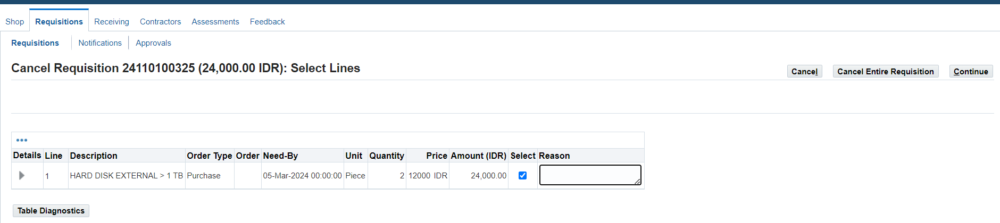 Shop Requisitions Receiving Contractors Assessments Feedback
Requisitions Notifications Approvals
Cancel Requisition 24110100325 (24,000.00 IDR): Select Lines
Cancel Cancel Entire Requisition Continue
Details Line Description Order Type Order Need-By Unit Quantity Price Amount (IDR) Select Reason
1 HARD DISK EXTERNAL > 1 TB Purchase 05-Mar-2024 00:00:00 Piece 2 12000 IDR 24,000.00
Table Diagnostics